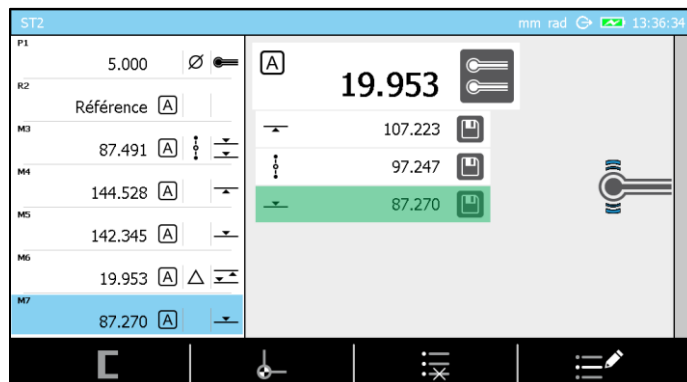 ST2
mm rad 13:36:34
P1
5.000 Ø
R2
Référence A
M3
87.491 A
M4
144.528 A
M5
142.345 A
M6
19.953 A
M7
87.270 A
A
19.953
107.223
97.247
87.270